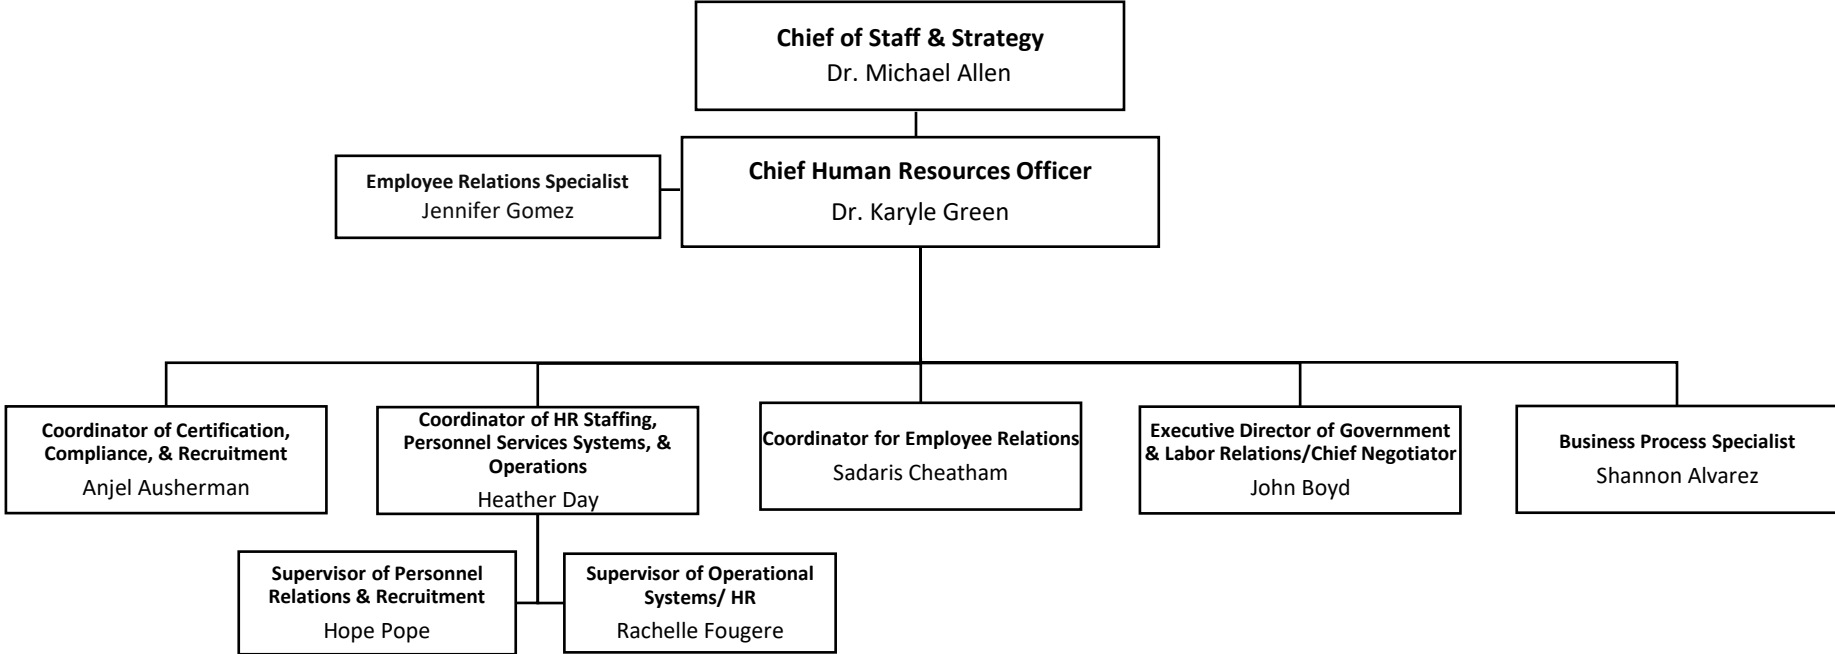 Chief of Staff & Strategy
Dr. Michael Allen
Chief Human Resources Officer
Dr. Karyle Green
Employee Relations Specialist
Jennifer Gomez
Coordinator of Certification,
Compliance, & Recruitment
Anjel Ausherman
Coordinator of HR Staffing,
Personnel Services Systems, &
Operations
Heather Day
Coordinator for Employee Relations
Sadaris Cheatham
Executive Director of Government
& Labor Relations/Chief Negotiator
John Boyd
Business Process Specialist
Shannon Alvarez
Supervisor of Personnel
Relations & Recruitment
Hope Pope
Supervisor of Operational
Systems/ HR
Rachelle Fougere